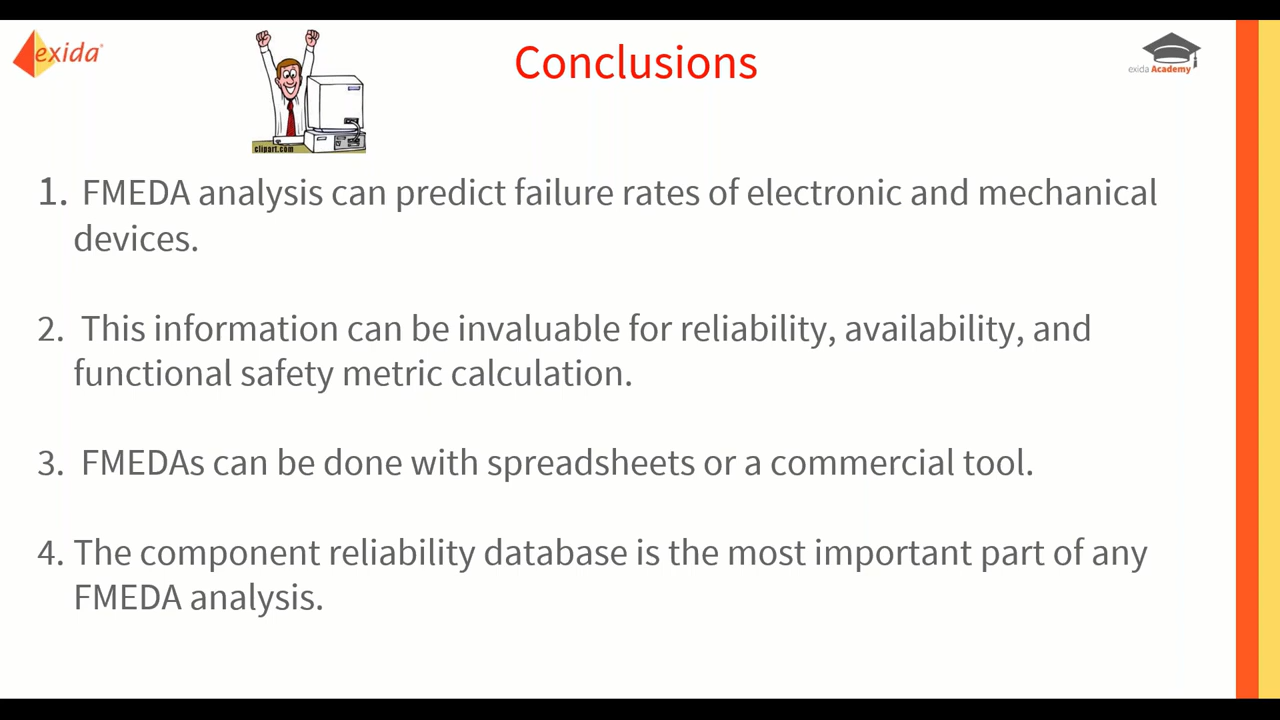 exida
Conclusions
exida Academy
clipart.com
1. FMEDA analysis can predict failure rates of electronic and mechanical
devices.
2. This information can be invaluable for reliability, availability, and
functional safety metric calculation.
3. FMEDAs can be done with spreadsheets or a commercial tool.
4. The component reliability database is the most important part of any
FMEDA analysis.